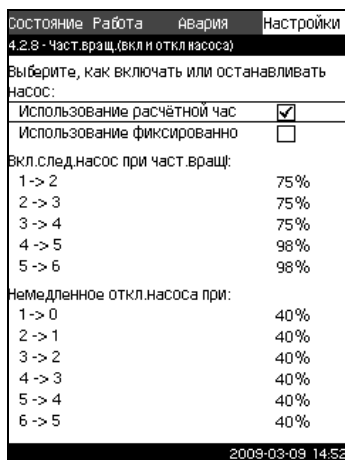 Состояние Работа Авария Настройки
4.2.8 - Част.вращ.(вкл и откл насоса)
Выберите, как включать или останавливать
насос:
Использование расчётной час
Использование фиксированно
Вкл.след.насос при част.вращ:
1 -> 2 75%
2 -> 3 75%
3 -> 4 75%
4 -> 5 98%
5 -> 6 98%
Немедленное откл.насоса при:
1 -> 0 40%
2 -> 1 40%
3 -> 2 40%
4 -> 3 40%
5 -> 4 40%
6 -> 5 40%
2009-03-09 14:52